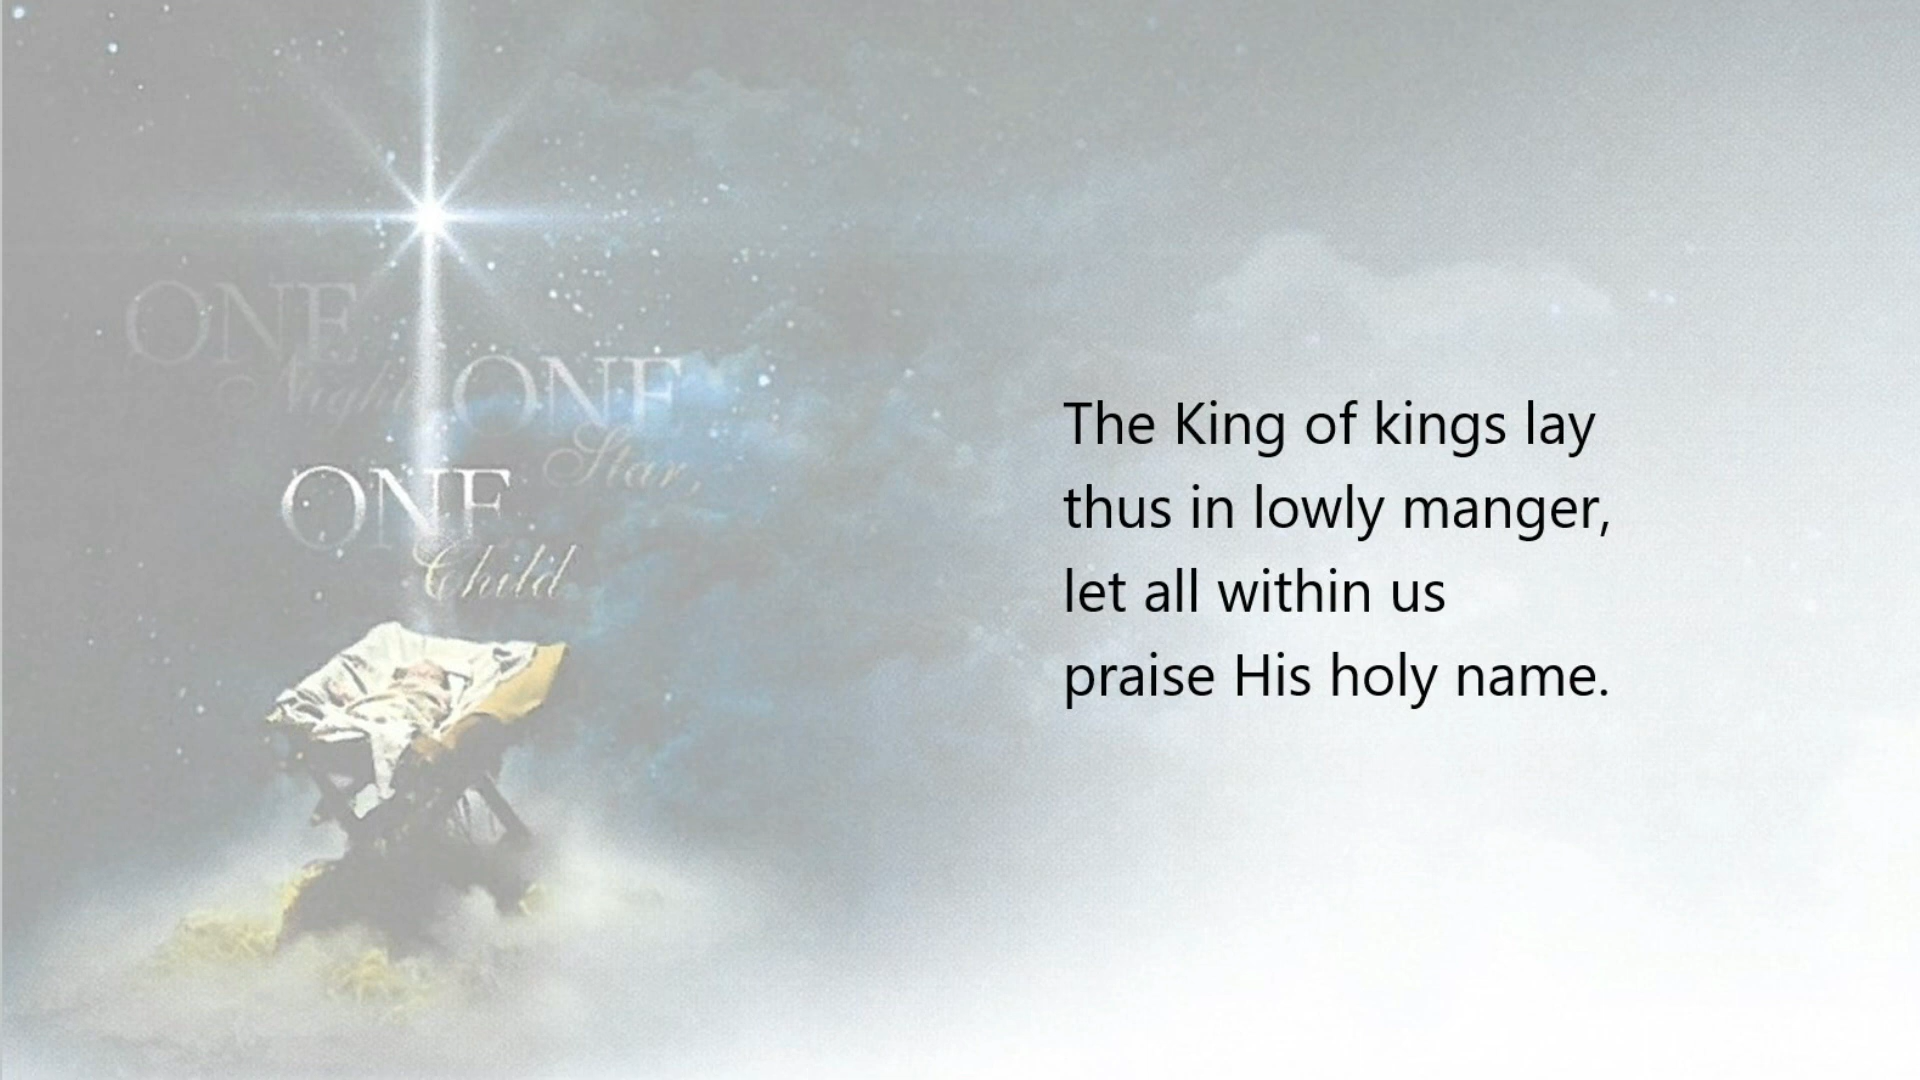 ONE
Night
ONE
Star,
ONE
Child
The King of kings lay
thus in lowly manger,
let all within us
praise His holy name.